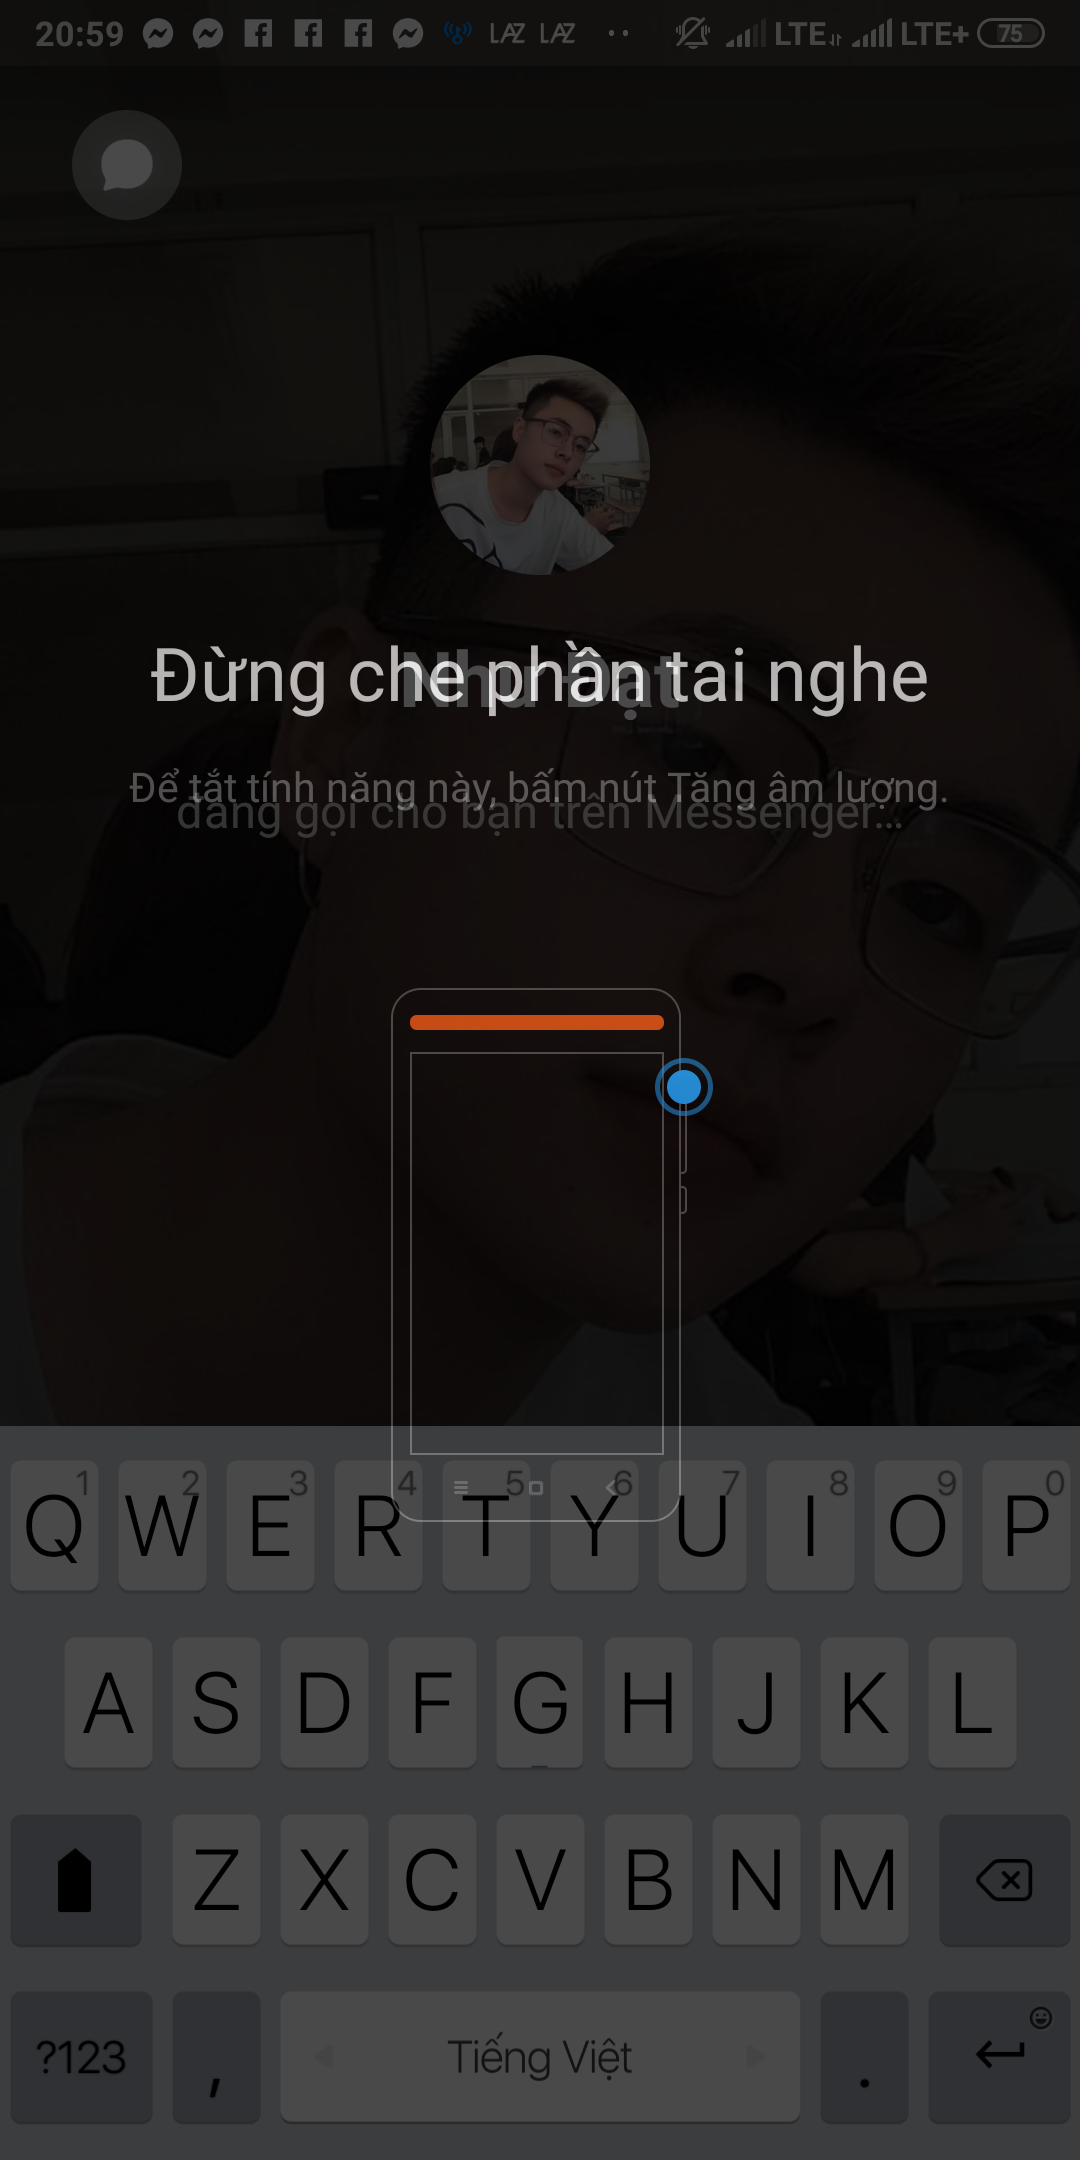 20:59 LAZ LAZ LTE LTE+ 75
Đừng che phần tai nghe
Như Đạt
Để tắt tính năng này, bấm nút Tăng âm lượng.
đang gọi cho bạn trên Messenger...
1 2 3 4 5 6 7 8 9 0
Q W E R T Y U I O P
A S D F G H J K L
Z X C V B N M
?123 , Tiếng Việt .